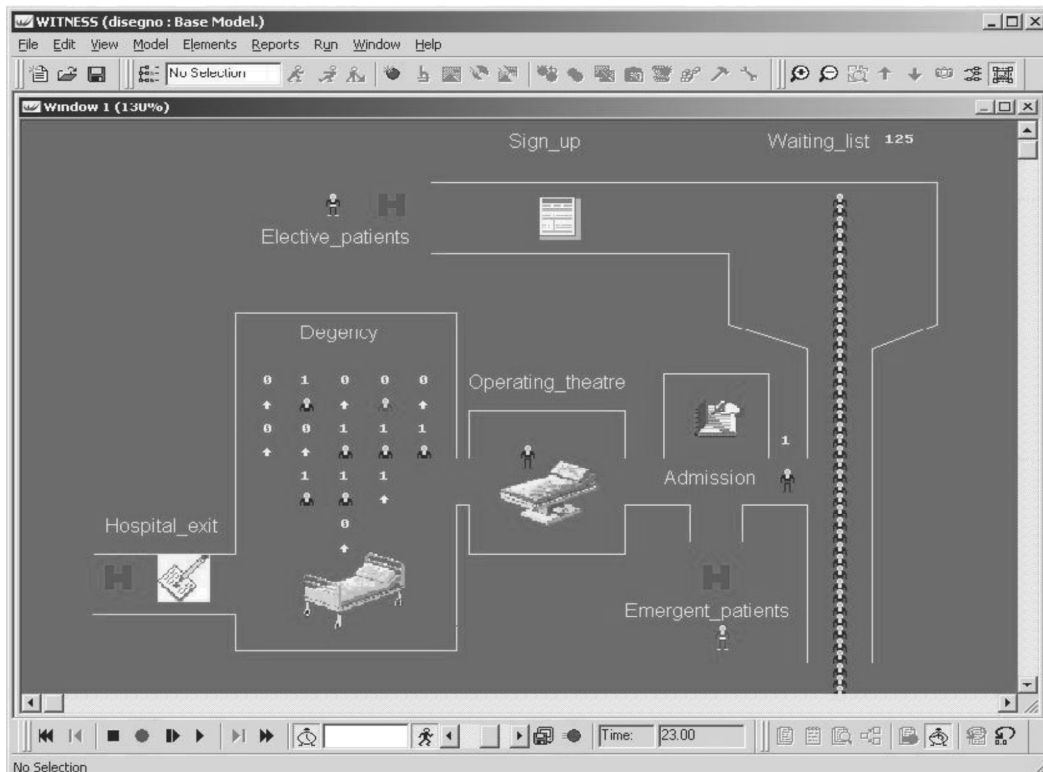 WITNESS (disegno : Base Model.)
File Edit View Model Elements Reports Run Window Help
No Selection
Window 1 (130%)
Sign_up Waiting_list 125
H
Elective_patients
Degency
0 1 0 0 0
Operating_theatre
0 0 1 1 1
1
1 1 1
Admission
0
Hospital_exit
H H
Emergent_patients
Time: 23.00
No Selection